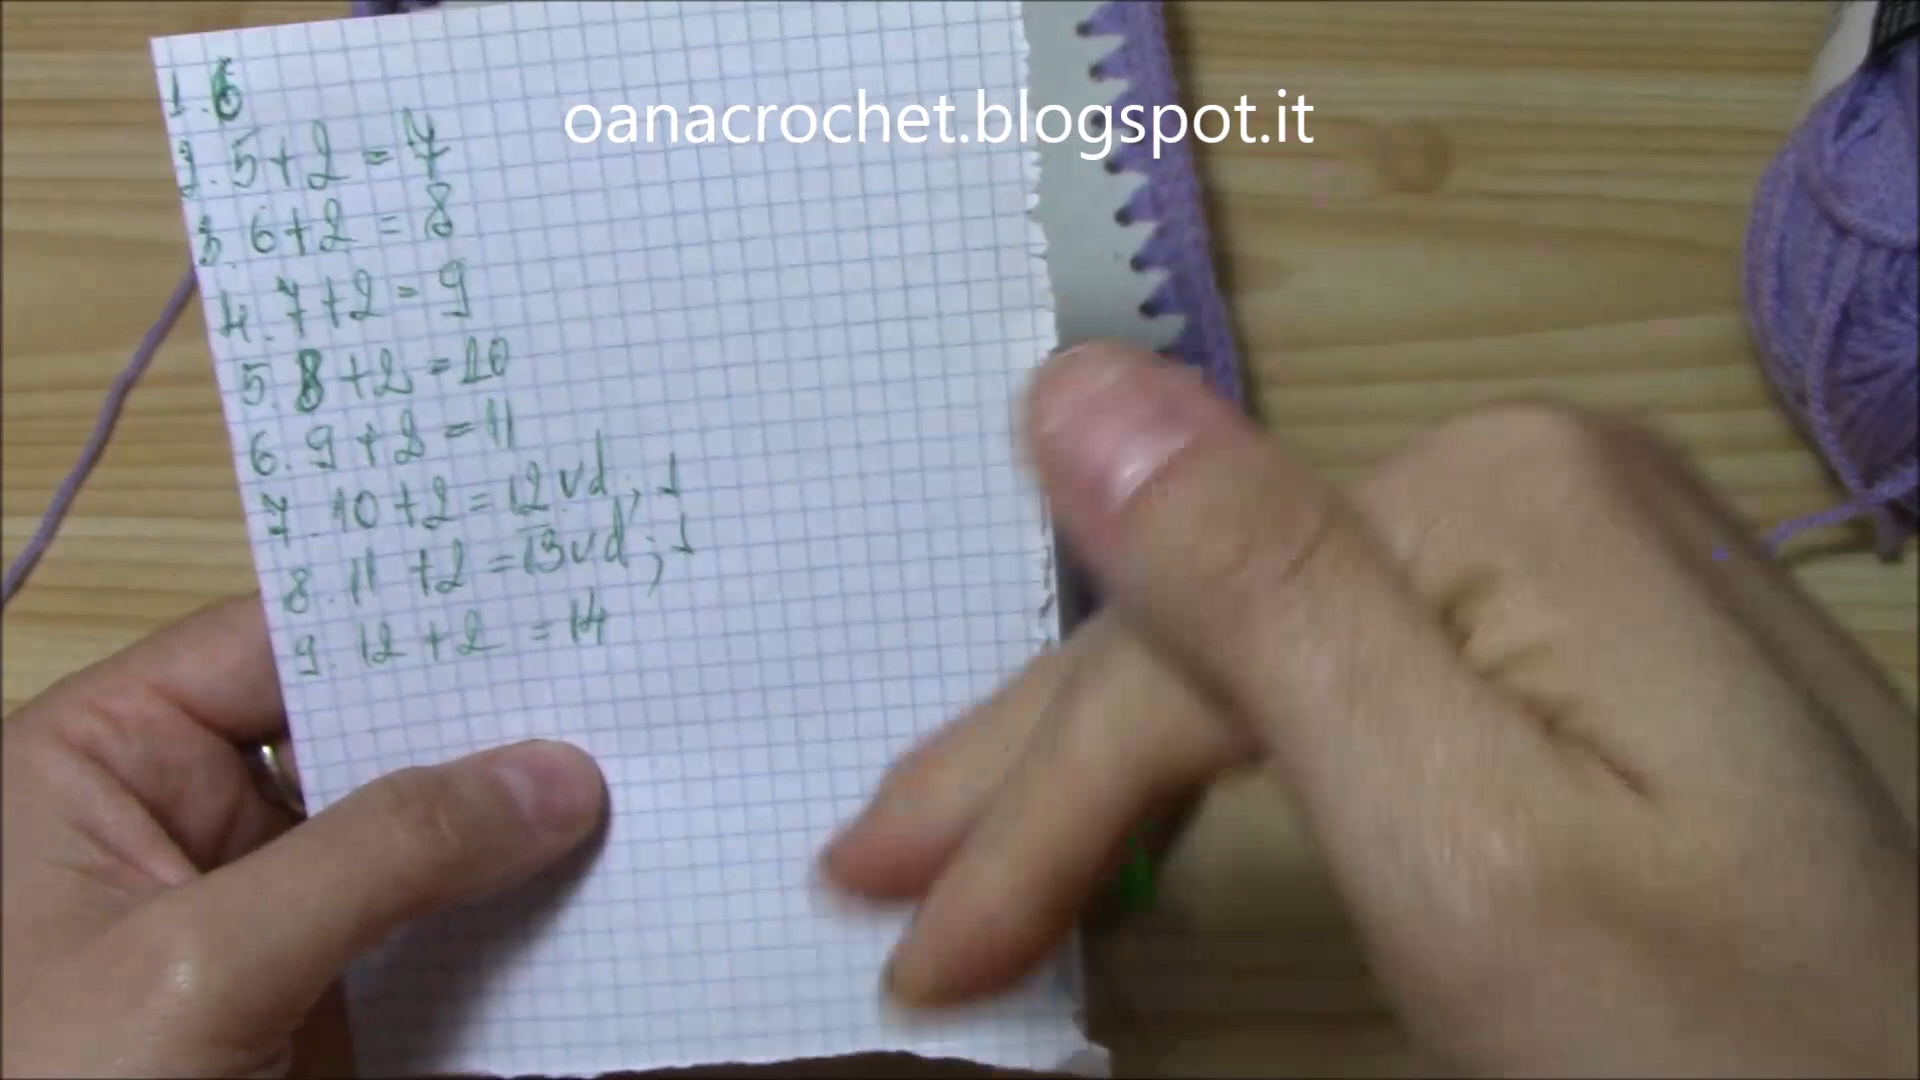 oanacrochet.blogspot.it
1. 6
2. 5+2 = 7
3. 6+2 = 8
4. 7+2 = 9
5. 8+2 = 10
6. 9+2 = 11
7. 10+2 = 12 vd; 1
8. 11 +2 = 13 vd; 1
9. 12+2 = 14